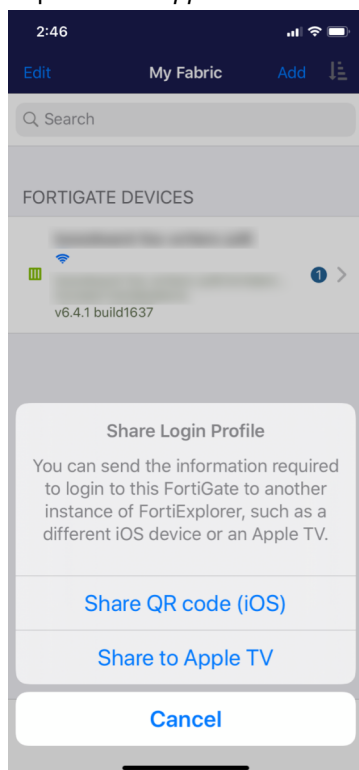 2:46
Edit
My Fabric
Add
Search
FORTIGATE DEVICES
1
v6.4.1 build1637
Share Login Profile
You can send the information required
to login to this FortiGate to another
instance of FortiExplorer, such as a
different iOS device or an Apple TV.
Share QR code (iOS)
Share to Apple TV
Cancel